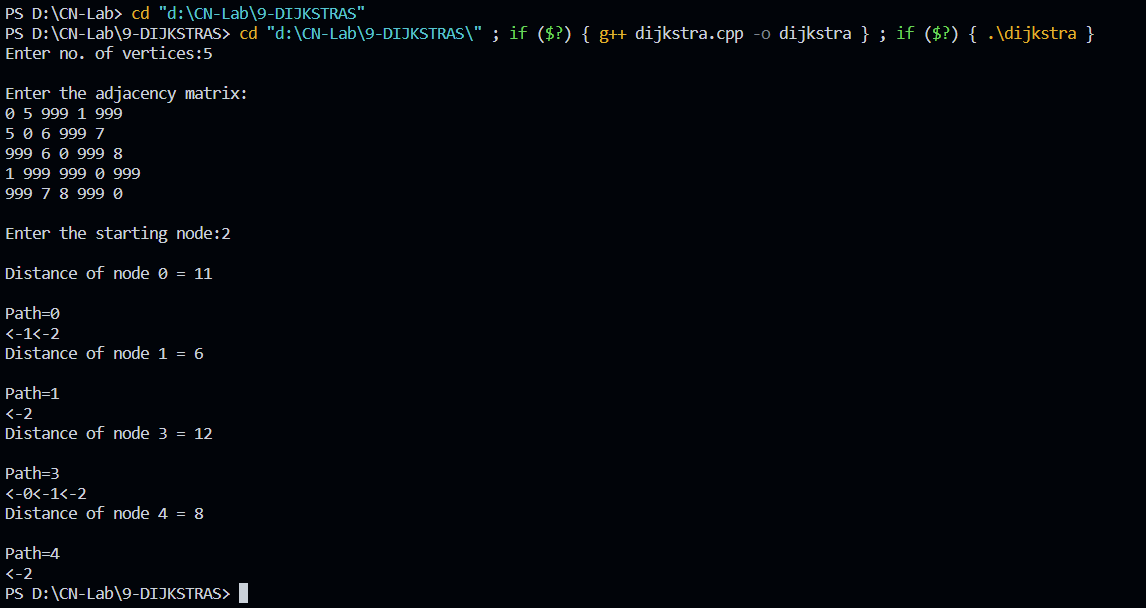 PS D:\CN-Lab> cd "d:\CN-Lab\9-DIJKSTRAS"
PS D:\CN-Lab\9-DIJKSTRAS> cd "d:\CN-Lab\9-DIJKSTRAS\" ; if ($?) { g++ dijkstra.cpp -o dijkstra } ; if ($?) { .\dijkstra }
Enter no. of vertices:5
Enter the adjacency matrix:
0 5 999 1 999
5 0 6 999 7
999 6 0 999 8
1 999 999 0 999
999 7 8 999 0
Enter the starting node:2
Distance of node 0 = 11
Path=0
<-1<-2
Distance of node 1 = 6
Path=1
<-2
Distance of node 3 = 12
Path=3
<-0<-1<-2
Distance of node 4 = 8
Path=4
<-2
PS D:\CN-Lab\9-DIJKSTRAS>